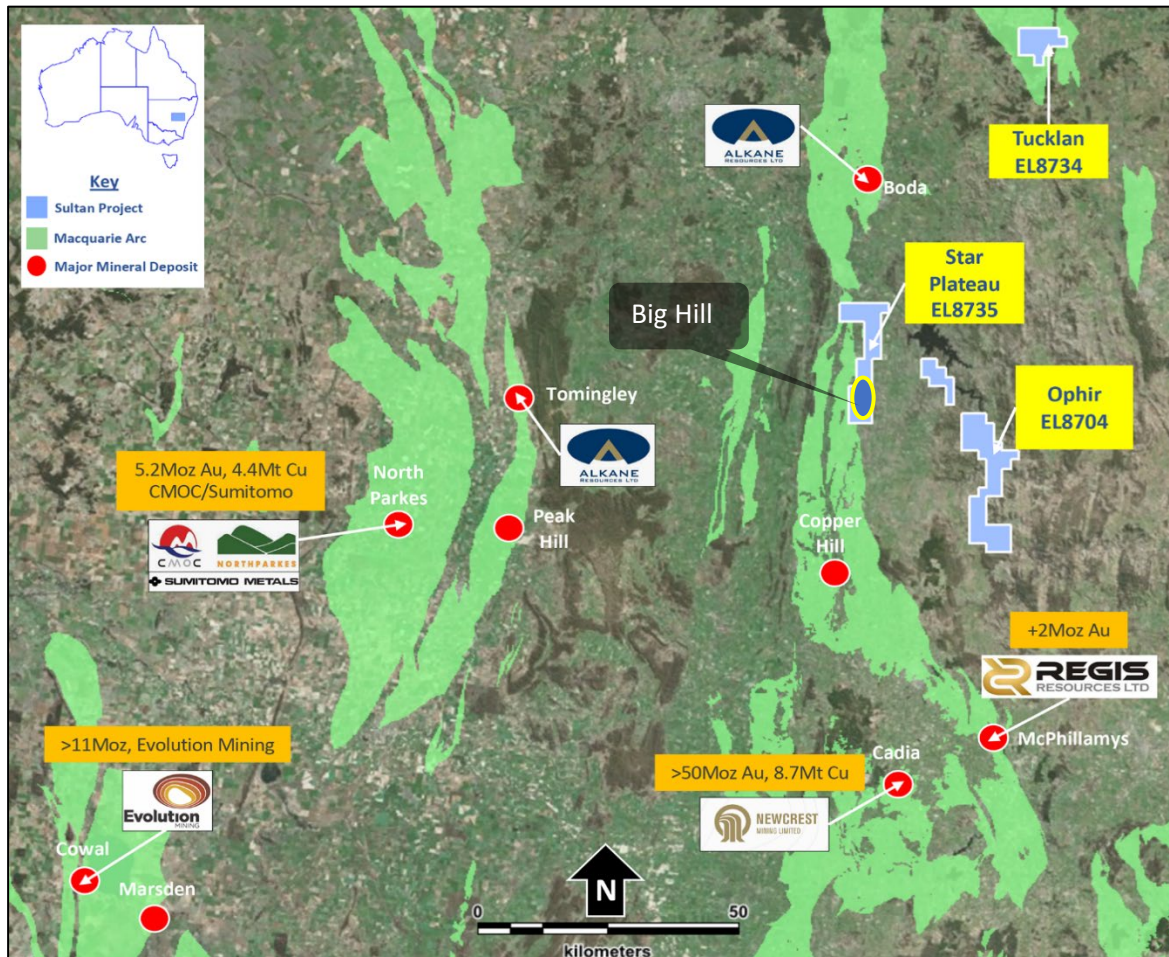 Key
Sultan Project
Macquarie Arc
Major Mineral Deposit
ALKANE
RESOURCES LTD
Boda
Tucklan
EL8734
Star
Plateau
EL8735
Big Hill
Ophir
EL8704
Tomingley
ALKANE
RESOURCES LTD
5.2Moz Au, 4.4Mt Cu
CMOC/Sumitomo
North
Parkes
CMOC
NORTHPARKES
SUMITOMO METALS
Peak
Hill
Copper
Hill
+2Moz Au
REGIS
RESOURCES LTD
McPhillamys
>11Moz, Evolution Mining
Evolution
MINING
Cowal
Marsden
>50Moz Au, 8.7Mt Cu
Cadia
NEWCREST
MINING LIMITED
N
0
50
kilometers